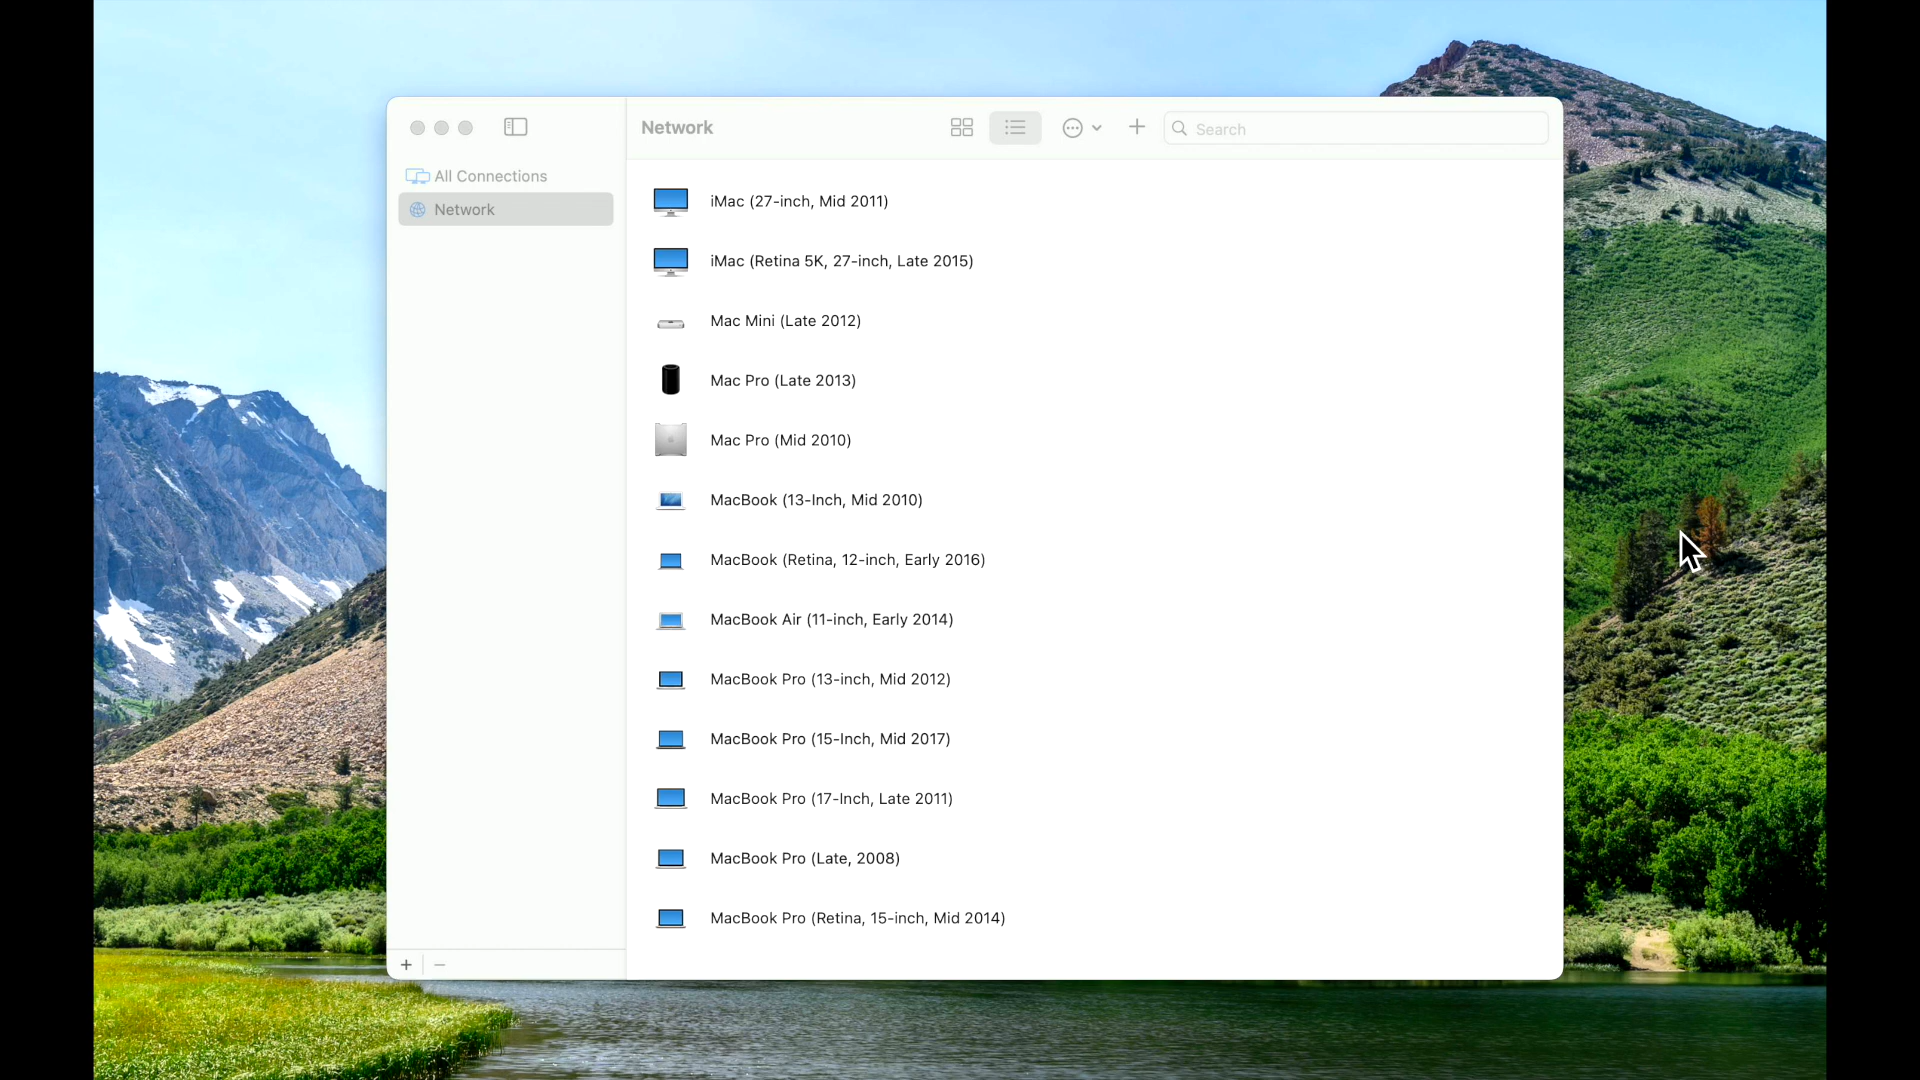 Network
Search
All Connections
Network
iMac (27-inch, Mid 2011)
iMac (Retina 5K, 27-inch, Late 2015)
Mac Mini (Late 2012)
Mac Pro (Late 2013)
Mac Pro (Mid 2010)
MacBook (13-Inch, Mid 2010)
MacBook (Retina, 12-inch, Early 2016)
MacBook Air (11-inch, Early 2014)
MacBook Pro (13-inch, Mid 2012)
MacBook Pro (15-Inch, Mid 2017)
MacBook Pro (17-Inch, Late 2011)
MacBook Pro (Late, 2008)
MacBook Pro (Retina, 15-inch, Mid 2014)